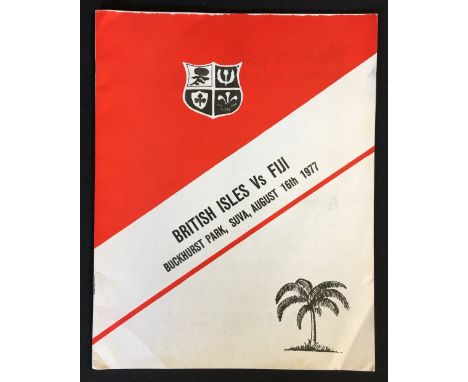 BRITISH ISLES Vs FIJI
BUCKHURST PARK, SUVA, AUGUST 16th 1977